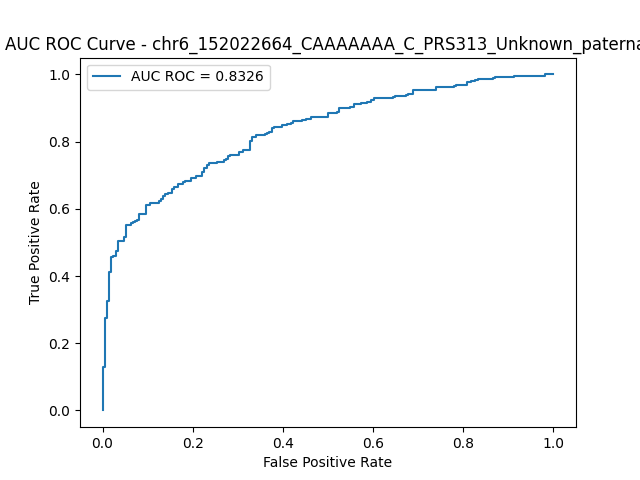 AUC ROC Curve - chr6_152022664_CAAAAAAA_C_PRS313_Unknown_paterna
AUC ROC = 0.8326
1.0
0.8
0.6
0.4
0.2
0.0
True Positive Rate
0.0 0.2 0.4 0.6 0.8 1.0
False Positive Rate